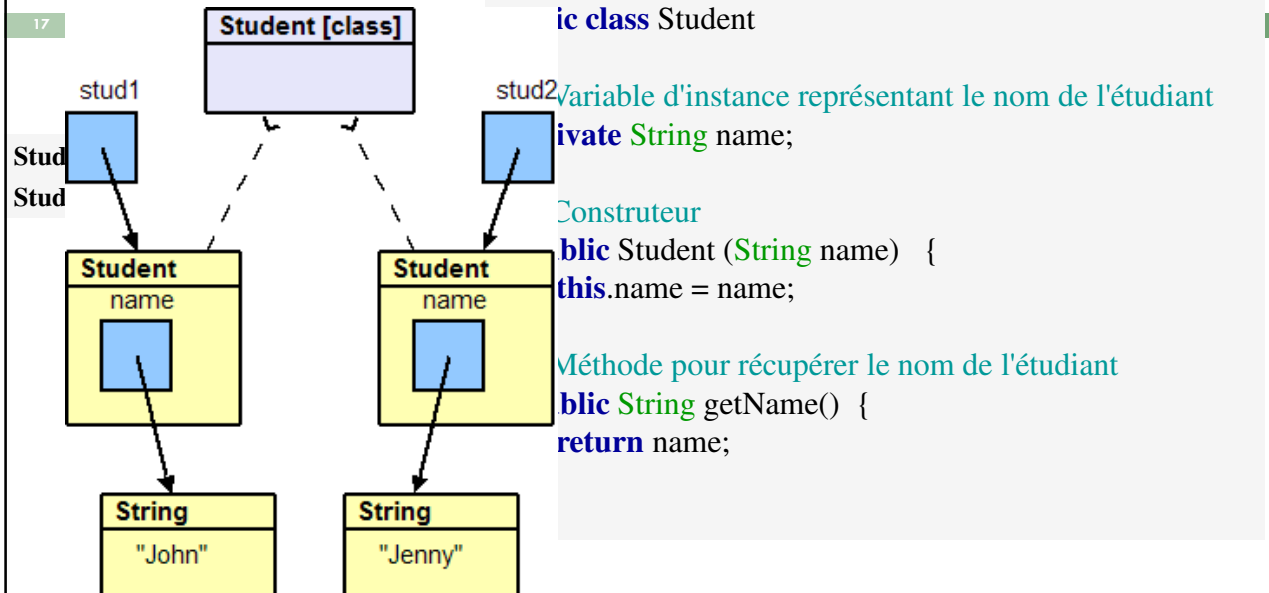 17
Student [class]
stud1
stud2
Stud
Stud
Student
name
Student
name
String
"John"
String
"Jenny"
ic class Student
Variable d'instance représentant le nom de l'étudiant
ivate String name;
Construteur
blic Student (String name) {
this.name = name;
Méthode pour récupérer le nom de l'étudiant
blic String getName() {
return name;